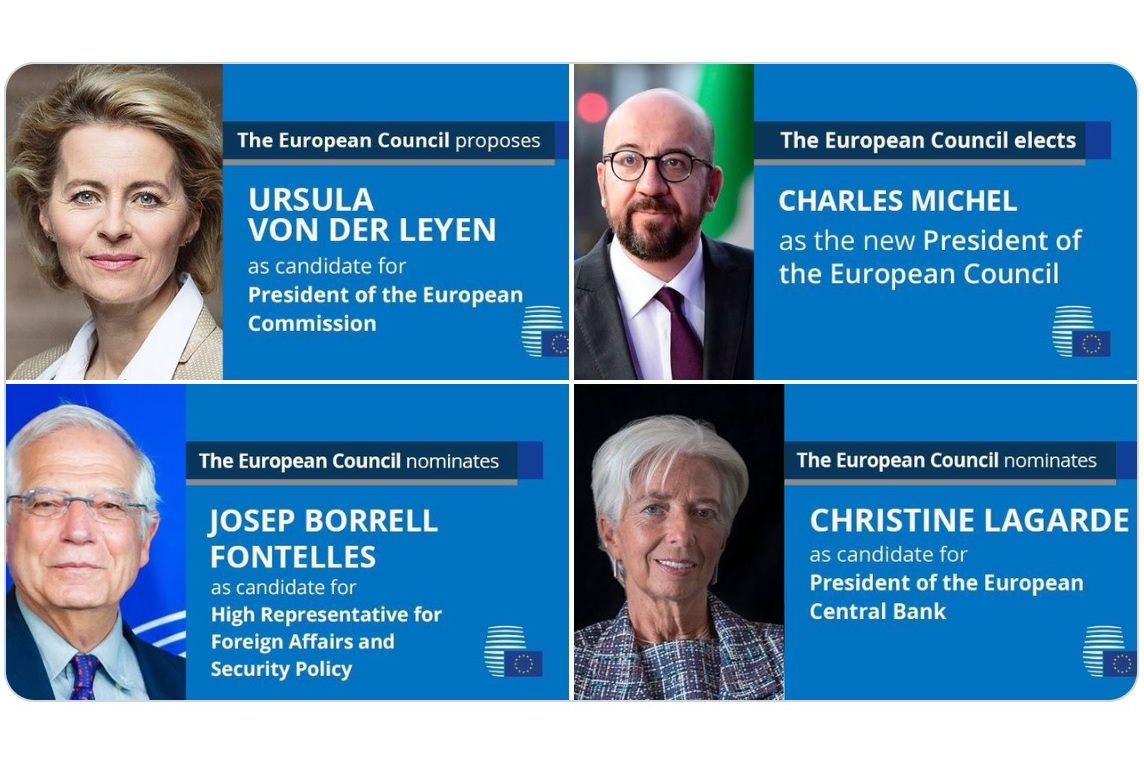 The European Council proposes
URSULA
VON DER LEYEN
as candidate for
President of the European
Commission
The European Council elects
CHARLES MICHEL
as the new President of
the European Council
The European Council nominates
JOSEP BORRELL
FONTELLES
as candidate for
High Representative for
Foreign Affairs and
Security Policy
The European Council nominates
CHRISTINE LAGARDE
as candidate for
President of the European
Central Bank